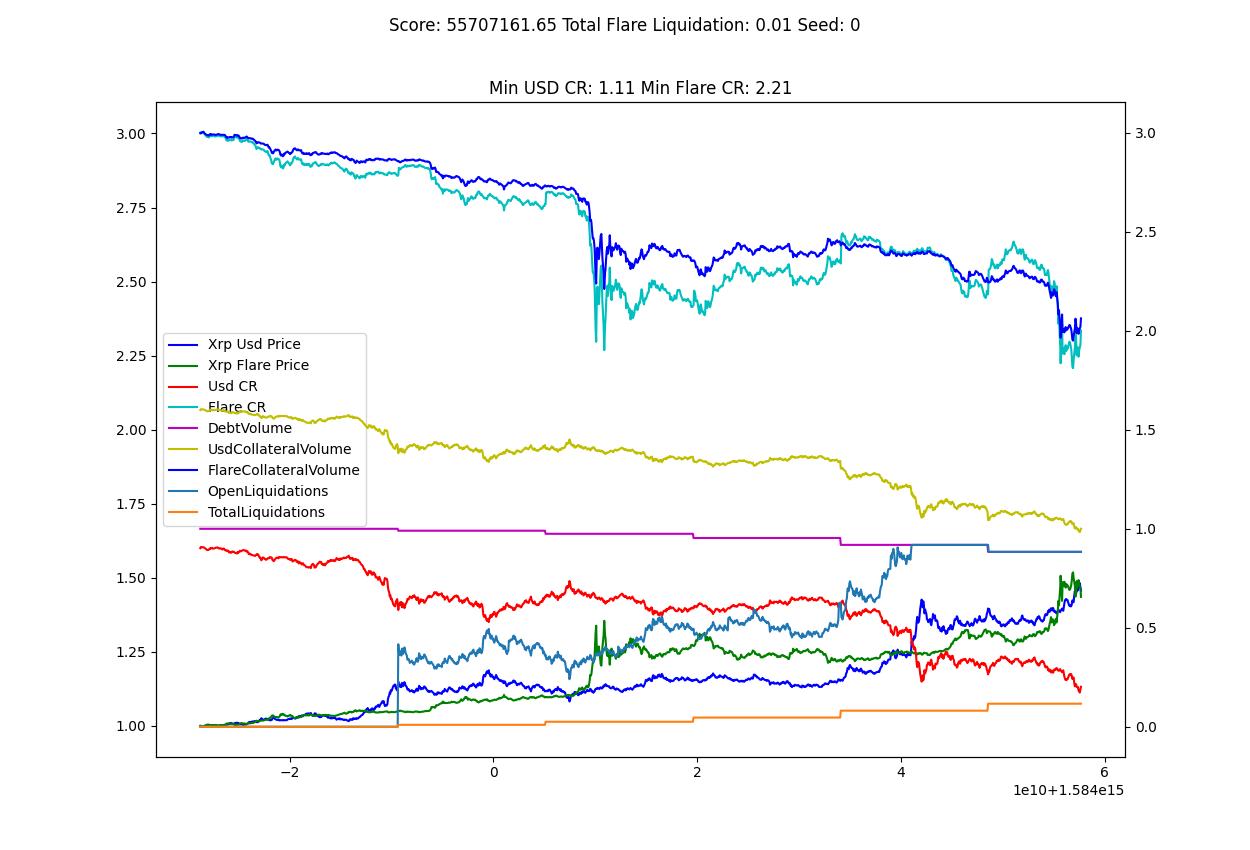 Score: 55707161.65 Total Flare Liquidation: 0.01 Seed: 0
Min USD CR: 1.11 Min Flare CR: 2.21
3.00
2.75
2.50
2.25
2.00
1.75
1.50
1.25
1.00
Xrp Usd Price
Xrp Flare Price
Usd CR
Flare CR
DebtVolume
UsdCollateralVolume
FlareCollateralVolume
OpenLiquidations
TotalLiquidations
3.0
2.5
2.0
1.5
1.0
0.5
0.0
−2 0 2 4 6
1e10+1.584e15